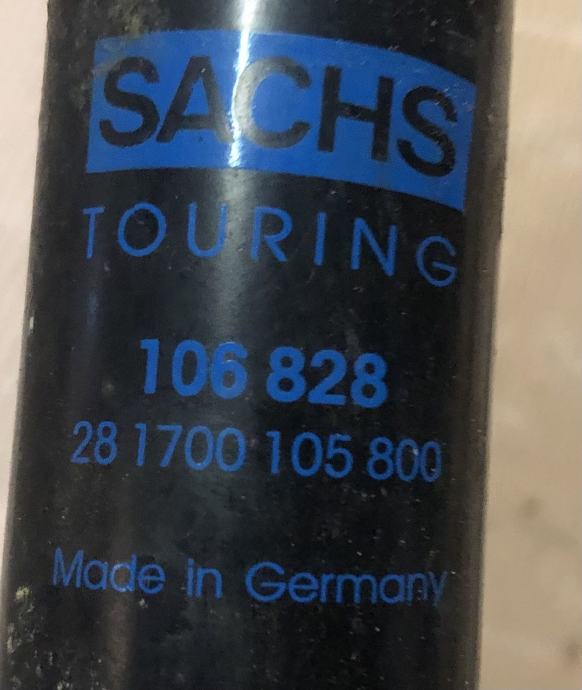 SACHS
TOURING
106 828
28 1700 105 800
Made in Germany